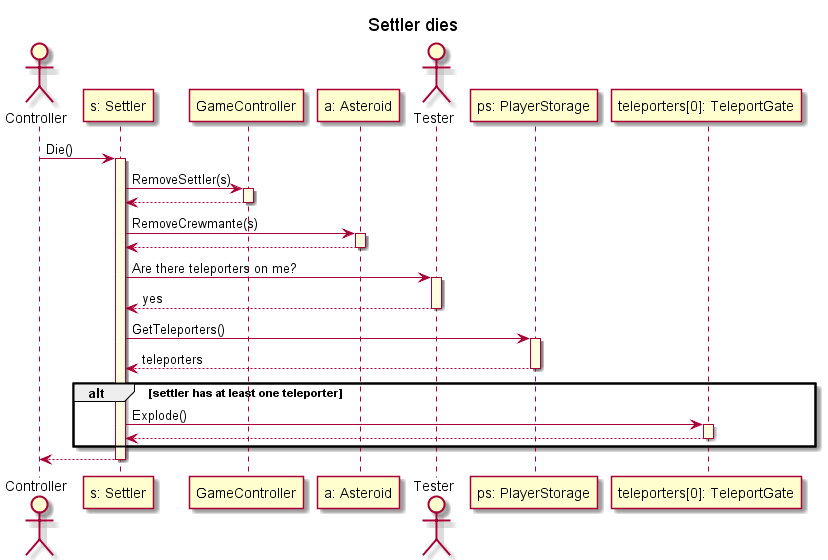 Settler dies
Controller
s: Settler
GameController
a: Asteroid
Tester
ps: PlayerStorage
teleporters[0]: TeleportGate
Die()
RemoveSettler(s)
RemoveCrewmante(s)
Are there teleporters on me?
yes
GetTeleporters()
teleporters
alt
[settler has at least one teleporter]
Explode()
Controller
s: Settler
GameController
a: Asteroid
Tester
ps: PlayerStorage
teleporters[0]: TeleportGate